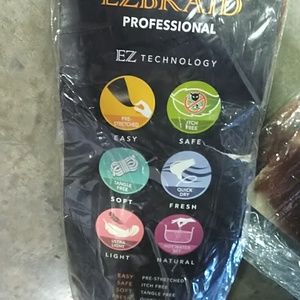 EZBRAID
PROFESSIONAL
EZ TECHNOLOGY
PRE-
STRETCHED
ITCH
FREE
EASY
SAFE
TANGLE
FREE
QUICK
DRY
SOFT
FRESH
ULTRA
LIGHT
HOT WATER
SET
LIGHT
NATURAL
EASY PRE-STRETCHED
SAFE ITCH FREE
SOFT TANGLE FREE